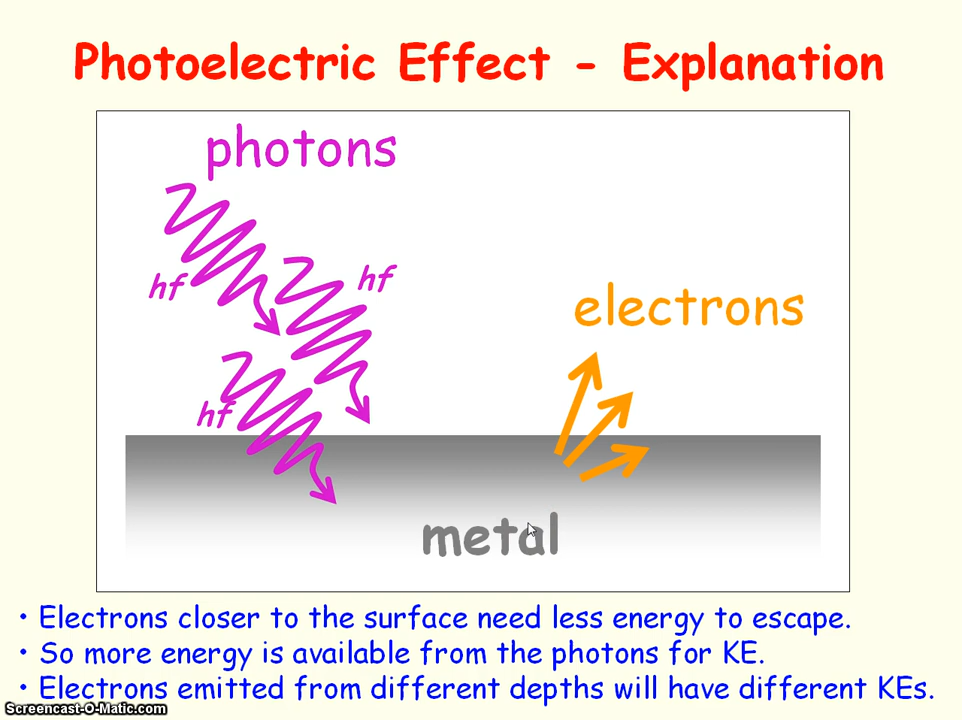 Photoelectric Effect - Explanation
photons
hf
hf
electrons
hf
metal
• Electrons closer to the surface need less energy to escape.
• So more energy is available from the photons for KE.
• Electrons emitted from different depths will have different KEs.
Screencast-O-Matic.com